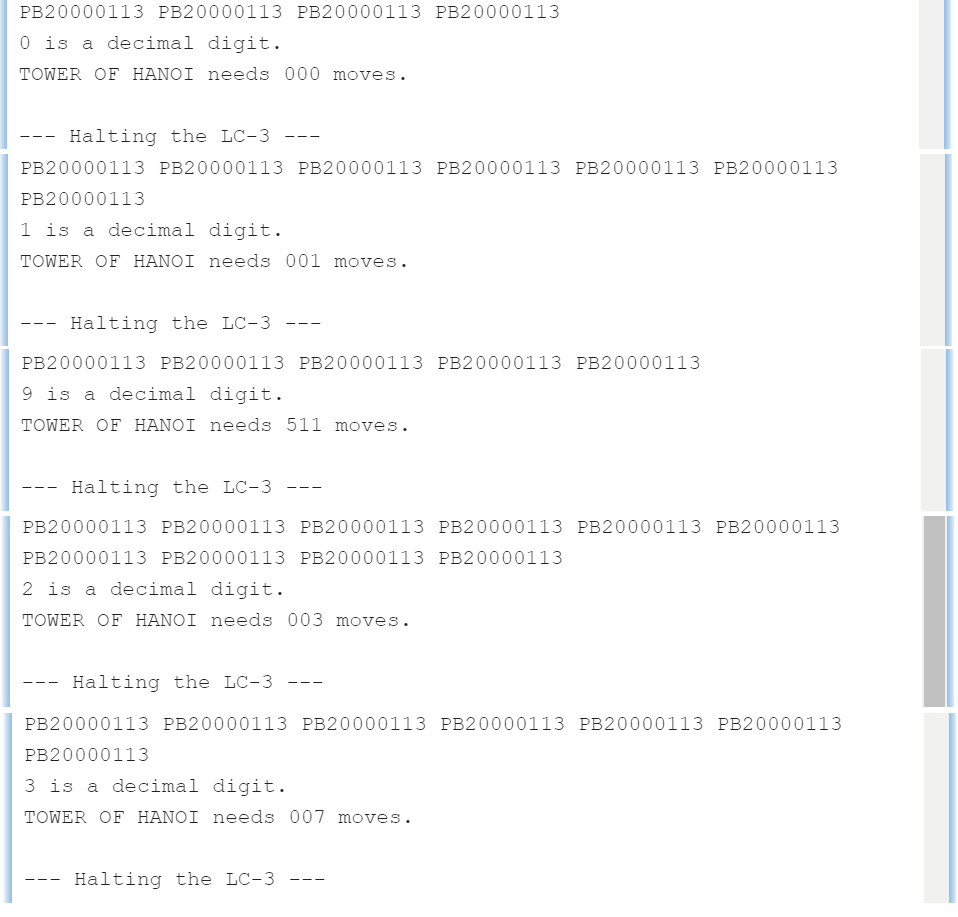 PB20000113 PB20000113 PB20000113 PB20000113
0 is a decimal digit.
TOWER OF HANOI needs 000 moves.
--- Halting the LC-3 ---
PB20000113 PB20000113 PB20000113 PB20000113 PB20000113 PB20000113
PB20000113
1 is a decimal digit.
TOWER OF HANOI needs 001 moves.
--- Halting the LC-3 ---
PB20000113 PB20000113 PB20000113 PB20000113 PB20000113
9 is a decimal digit.
TOWER OF HANOI needs 511 moves.
--- Halting the LC-3 ---
PB20000113 PB20000113 PB20000113 PB20000113 PB20000113 PB20000113
PB20000113 PB20000113 PB20000113 PB20000113
2 is a decimal digit.
TOWER OF HANOI needs 003 moves.
--- Halting the LC-3 ---
PB20000113 PB20000113 PB20000113 PB20000113 PB20000113 PB20000113
PB20000113
3 is a decimal digit.
TOWER OF HANOI needs 007 moves.
--- Halting the LC-3 ---